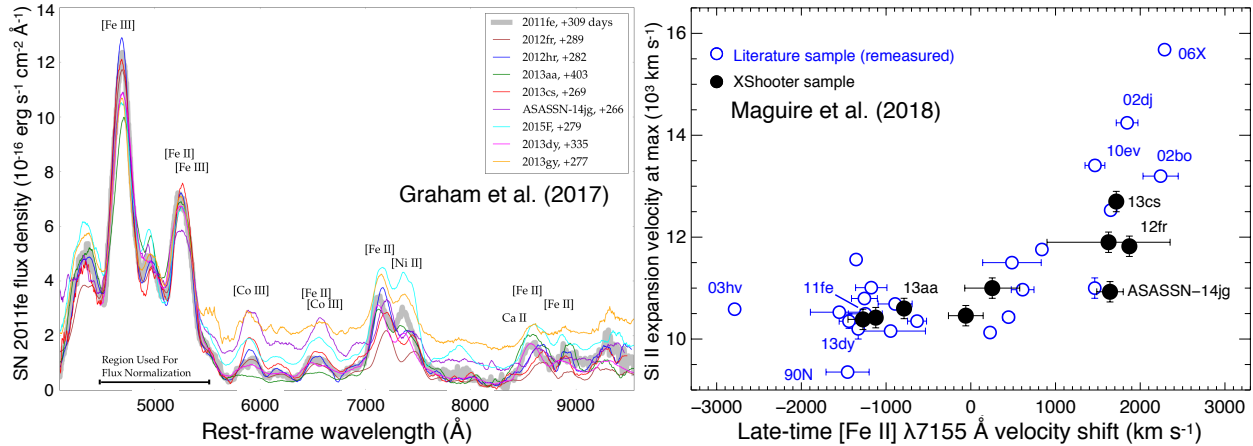 SN 2011fe flux density (10⁻¹⁶ erg s⁻¹ cm⁻² Å⁻¹)
14
12
10
8
6
4
2
0
[Fe III]
[Fe II]
[Fe III]
[Co III]
[Fe II]
[Co III]
[Fe II]
[Ni II]
[Fe II]
Ca II
[Fe II]
2011fe, +309 days
2012fr, +289
2012hr, +282
2013aa, +403
2013cs, +269
ASASSN-14jg, +266
2015F, +279
2013dy, +335
2013gy, +277
Graham et al. (2017)
Region Used For
Flux Normalization
5000
6000
7000
8000
9000
Rest-frame wavelength (Å)
Si II expansion velocity at max (10³ km s⁻¹)
16
14
12
10
Literature sample (remeasured)
XShooter sample
Maguire et al. (2018)
06X
02dj
10ev
02bo
13cs
12fr
ASASSN-14jg
03hv
11fe
13aa
13dy
90N
−3000
−2000
−1000
0
1000
2000
3000
Late-time [Fe II] λ7155 Å velocity shift (km s⁻¹)